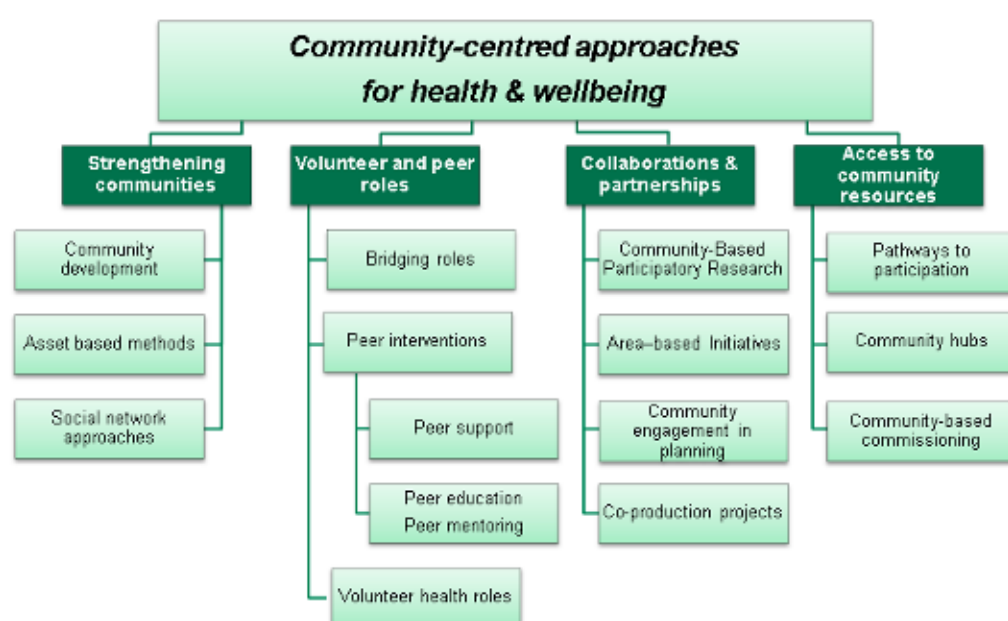 Community-centred approaches
for health & wellbeing
Strengthening
communities
Community
development
Asset based methods
Social network
approaches
Volunteer and peer
roles
Bridging roles
Peer interventions
Peer support
Peer education
Peer mentoring
Volunteer health roles
Collaborations &
partnerships
Community-Based
Participatory Research
Area–based Initiatives
Community
engagement in
planning
Co-production projects
Access to
community
resources
Pathways to
participation
Community hubs
Community-based
commissioning